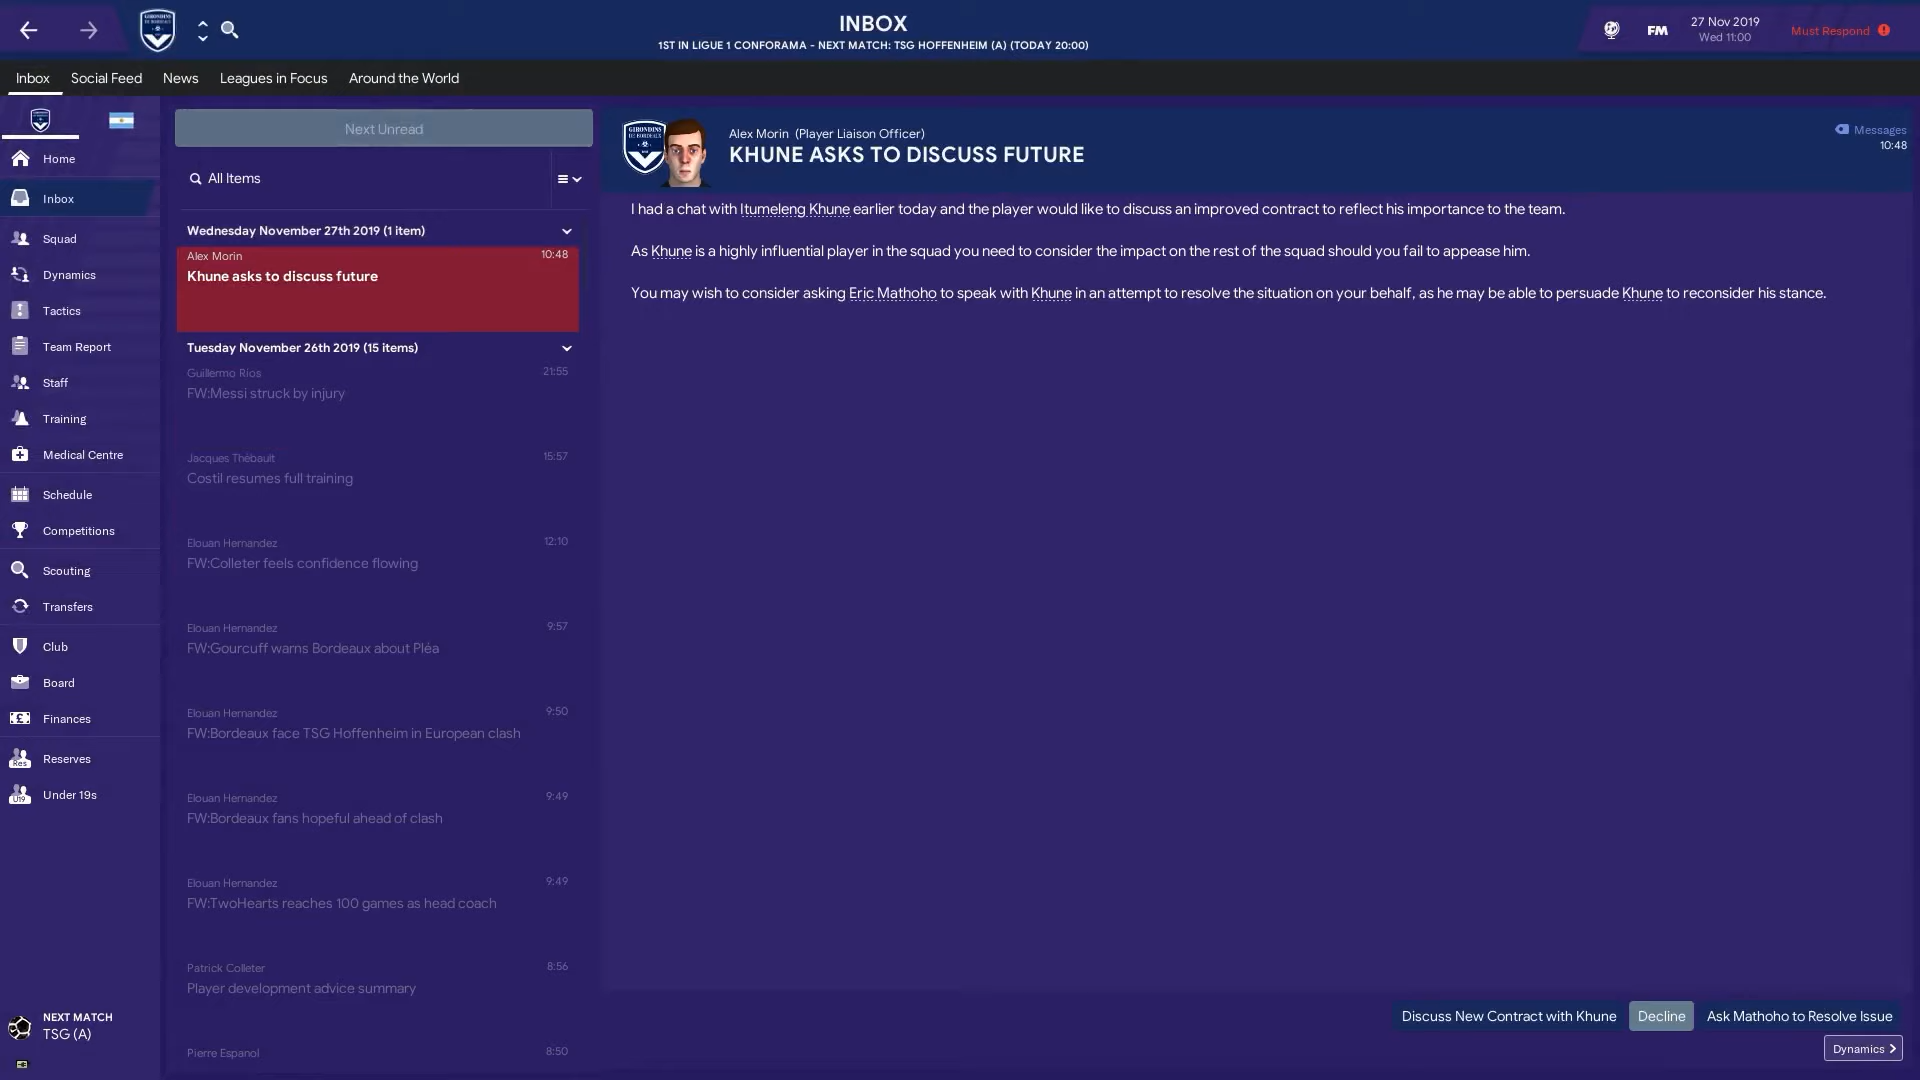 INBOX
1ST IN LIGUE 1 CONFORAMA - NEXT MATCH: TSG HOFFENHEIM (A) (TODAY 20:00)
FM
27 Nov 2019
Wed 11:00
Must Respond
Inbox
Social Feed
News
Leagues in Focus
Around the World
Home
Inbox
Squad
Dynamics
Tactics
Team Report
Staff
Training
Medical Centre
Schedule
Competitions
Scouting
Transfers
Club
Board
Finances
Res
Reserves
U19
Under 19s
NEXT MATCH
TSG (A)
Next Unread
All Items
Wednesday November 27th 2019 (1 item)
Alex Morin 10:48
Khune asks to discuss future
Tuesday November 26th 2019 (15 items)
Guillermo Ríos 21:55
FW:Messi struck by injury
Jacques Thébault 15:57
Costil resumes full training
Elouan Hernandez 12:10
FW:Colleter feels confidence flowing
Elouan Hernandez 9:57
FW:Gourcuff warns Bordeaux about Pléa
Elouan Hernandez 9:50
FW:Bordeaux face TSG Hoffenheim in European clash
Elouan Hernandez 9:49
FW:Bordeaux fans hopeful ahead of clash
Elouan Hernandez 9:49
FW:TwoHearts reaches 100 games as head coach
Patrick Colleter 8:56
Player development advice summary
Pierre Espanol 8:50
GIRONDINS
DE BORDEAUX
Alex Morin (Player Liaison Officer)
KHUNE ASKS TO DISCUSS FUTURE
Messages
10:48
I had a chat with Itumeleng Khune earlier today and the player would like to discuss an improved contract to reflect his importance to the team.
As Khune is a highly influential player in the squad you need to consider the impact on the rest of the squad should you fail to appease him.
You may wish to consider asking Eric Mathoho to speak with Khune in an attempt to resolve the situation on your behalf, as he may be able to persuade Khune to reconsider his stance.
Discuss New Contract with Khune
Decline
Ask Mathoho to Resolve Issue
Dynamics